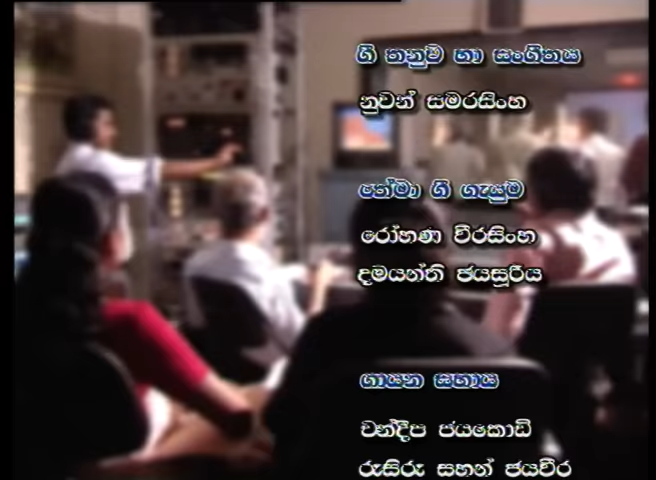 ගී තනුව හා සංගීතය
නුවන් සමරසිංහ
තේමා ගී ගැයුම
රෝහණ වීරසිංහ
දමයන්ති ජයසූරිය
ගායන සහාය
චන්දීප ජයකොඩි
රුසිරු සහන් ජයවීර